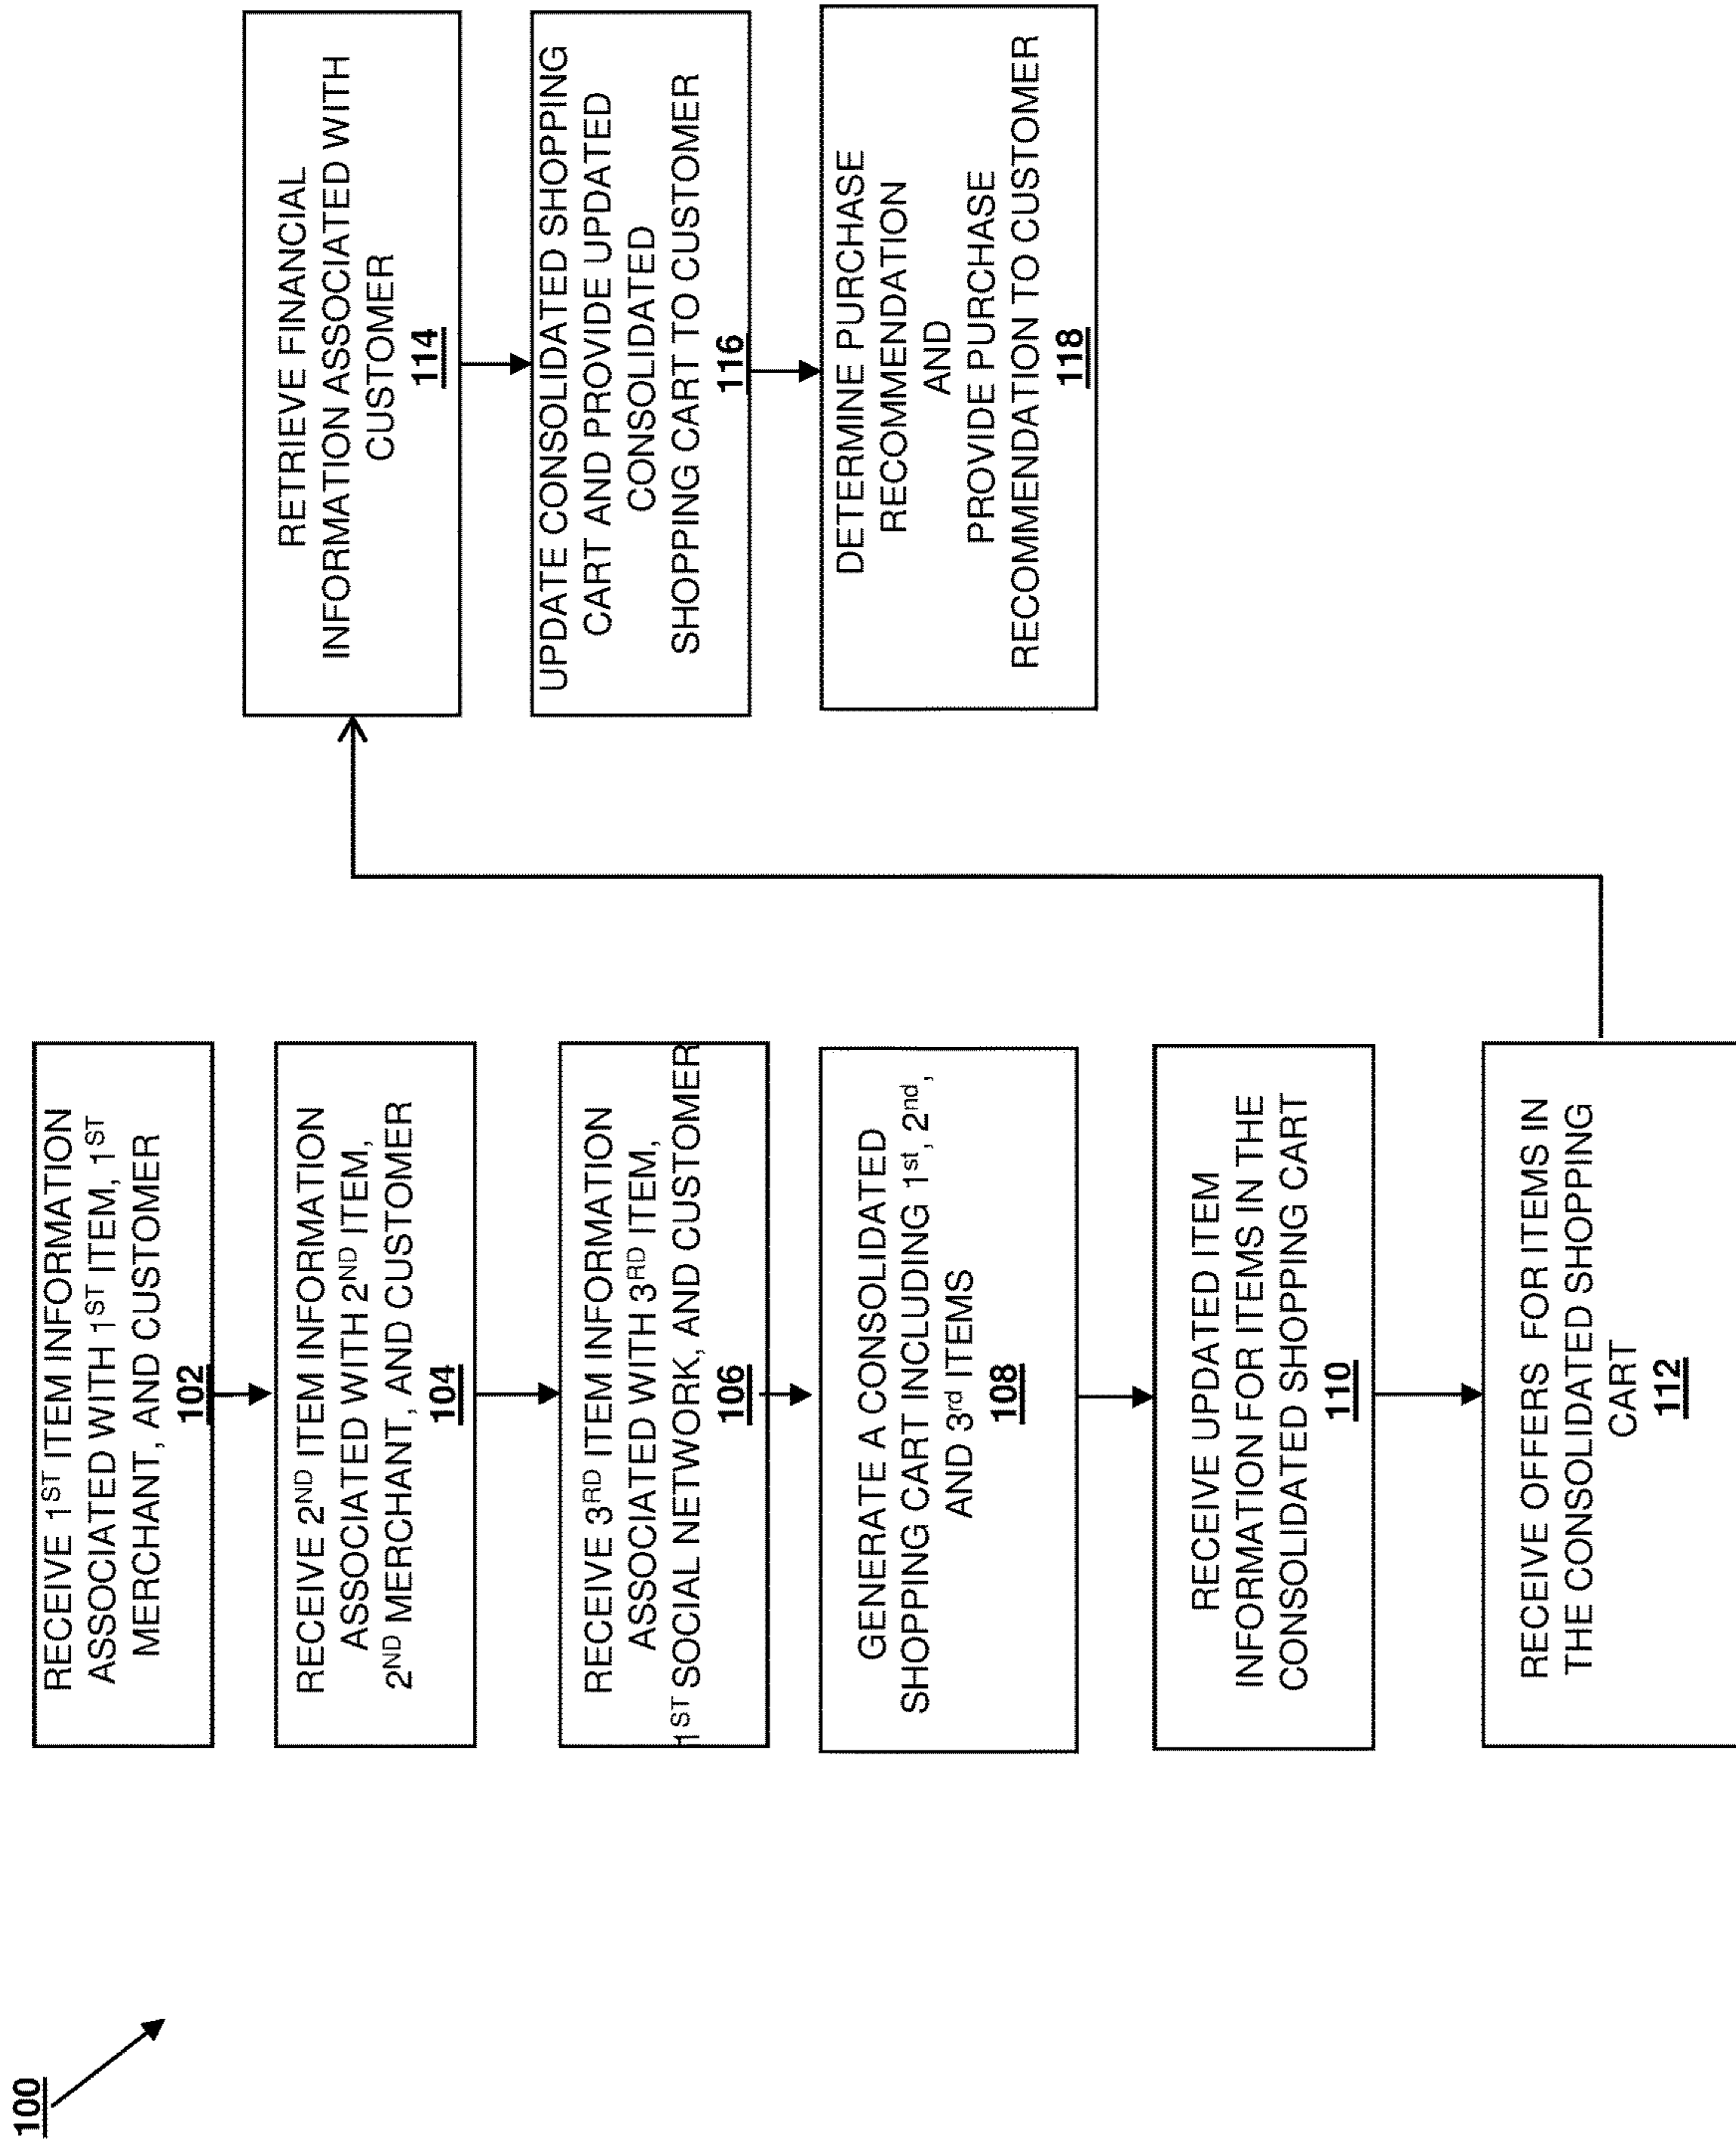 100
RECEIVE 1ST ITEM INFORMATION
ASSOCIATED WITH 1ST ITEM, 1ST
MERCHANT, AND CUSTOMER
102
RECEIVE 2ND ITEM INFORMATION
ASSOCIATED WITH 2ND ITEM,
2ND MERCHANT, AND CUSTOMER
104
RECEIVE 3RD ITEM INFORMATION
ASSOCIATED WITH 3RD ITEM,
1ST SOCIAL NETWORK, AND CUSTOMER
106
GENERATE A CONSOLIDATED
SHOPPING CART INCLUDING 1st, 2nd,
AND 3rd ITEMS
108
RECEIVE UPDATED ITEM
INFORMATION FOR ITEMS IN THE
CONSOLIDATED SHOPPING CART
110
RECEIVE OFFERS FOR ITEMS IN
THE CONSOLIDATED SHOPPING
CART
112
RETRIEVE FINANCIAL
INFORMATION ASSOCIATED WITH
CUSTOMER
114
UPDATE CONSOLIDATED SHOPPING
CART AND PROVIDE UPDATED
CONSOLIDATED
SHOPPING CART TO CUSTOMER
116
DETERMINE PURCHASE
RECOMMENDATION
AND
PROVIDE PURCHASE
RECOMMENDATION TO CUSTOMER
118